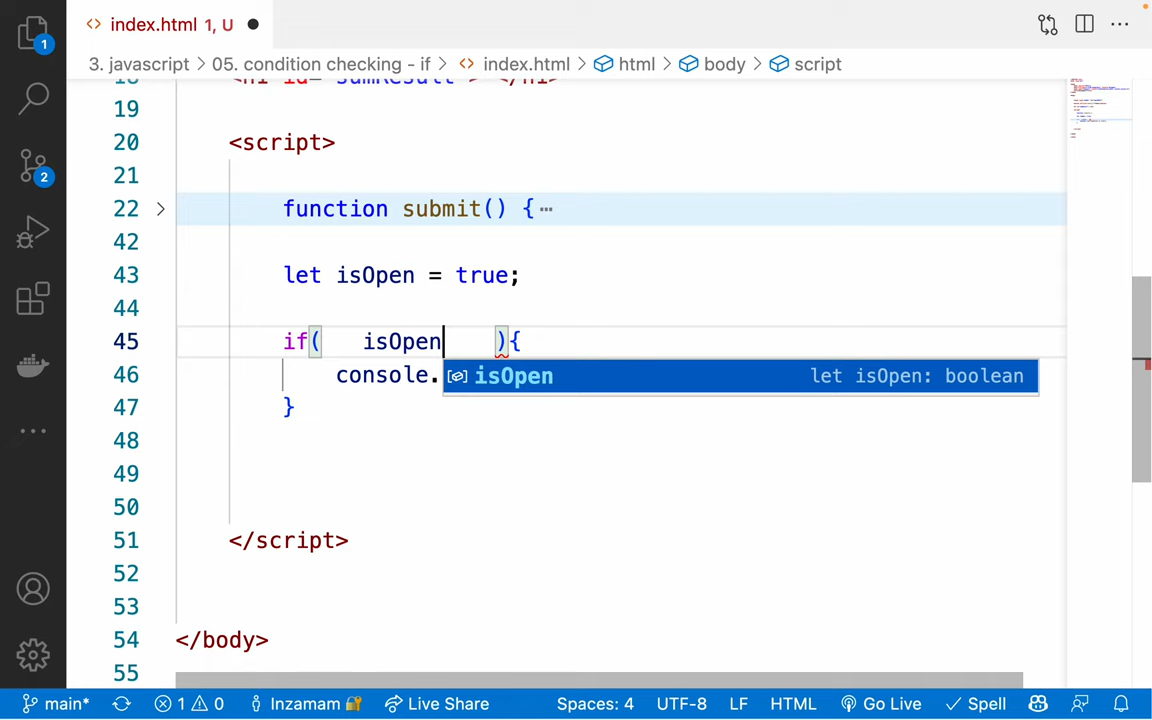 index.html 1, U
3. javascript > 05. condition checking - if > index.html > html > body > script
19
20 <script>
21
22 function submit() {
42
43 let isOpen = true;
44
45 if( isOpen ){
46 console.
isOpen let isOpen: boolean
47 }
48
49
50
51 </script>
52
53
54 </body>
55
1
2
main* 1 0 Inzamam Live Share Spaces: 4 UTF-8 LF HTML Go Live Spell